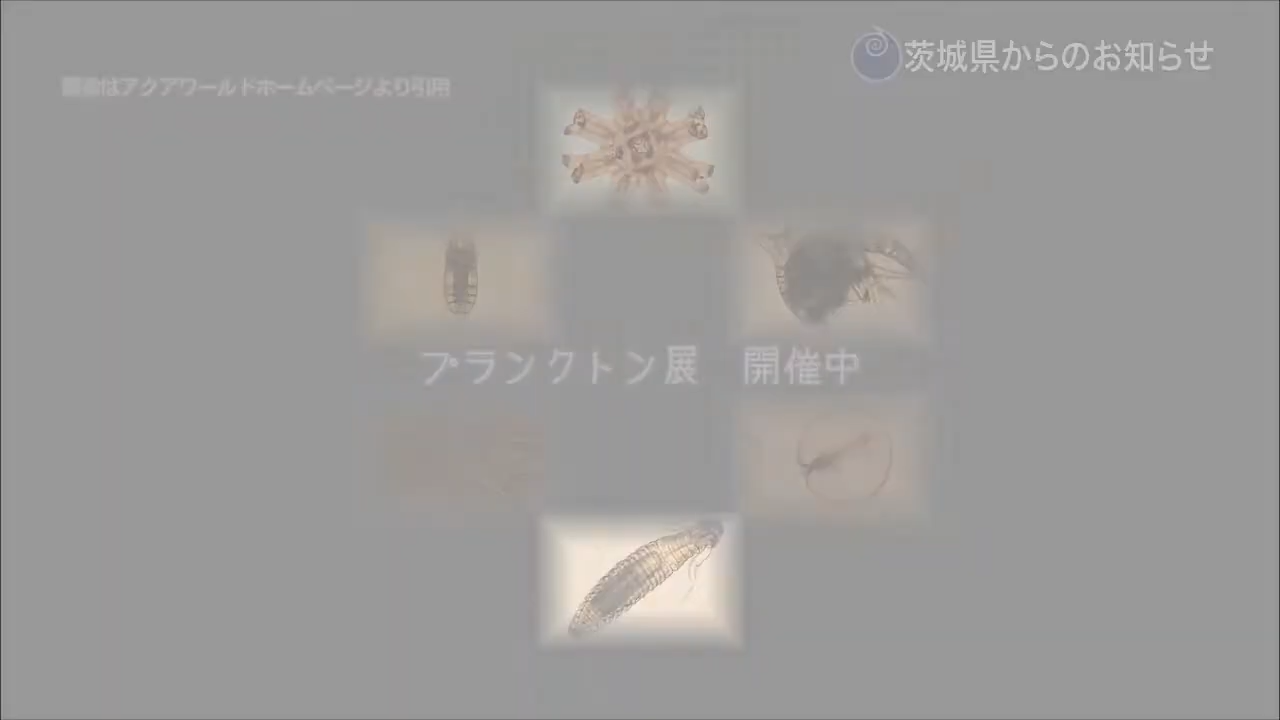 茨城県からのお知らせ
画像はアクアワールドホームページより引用
プランクトン展 開催中